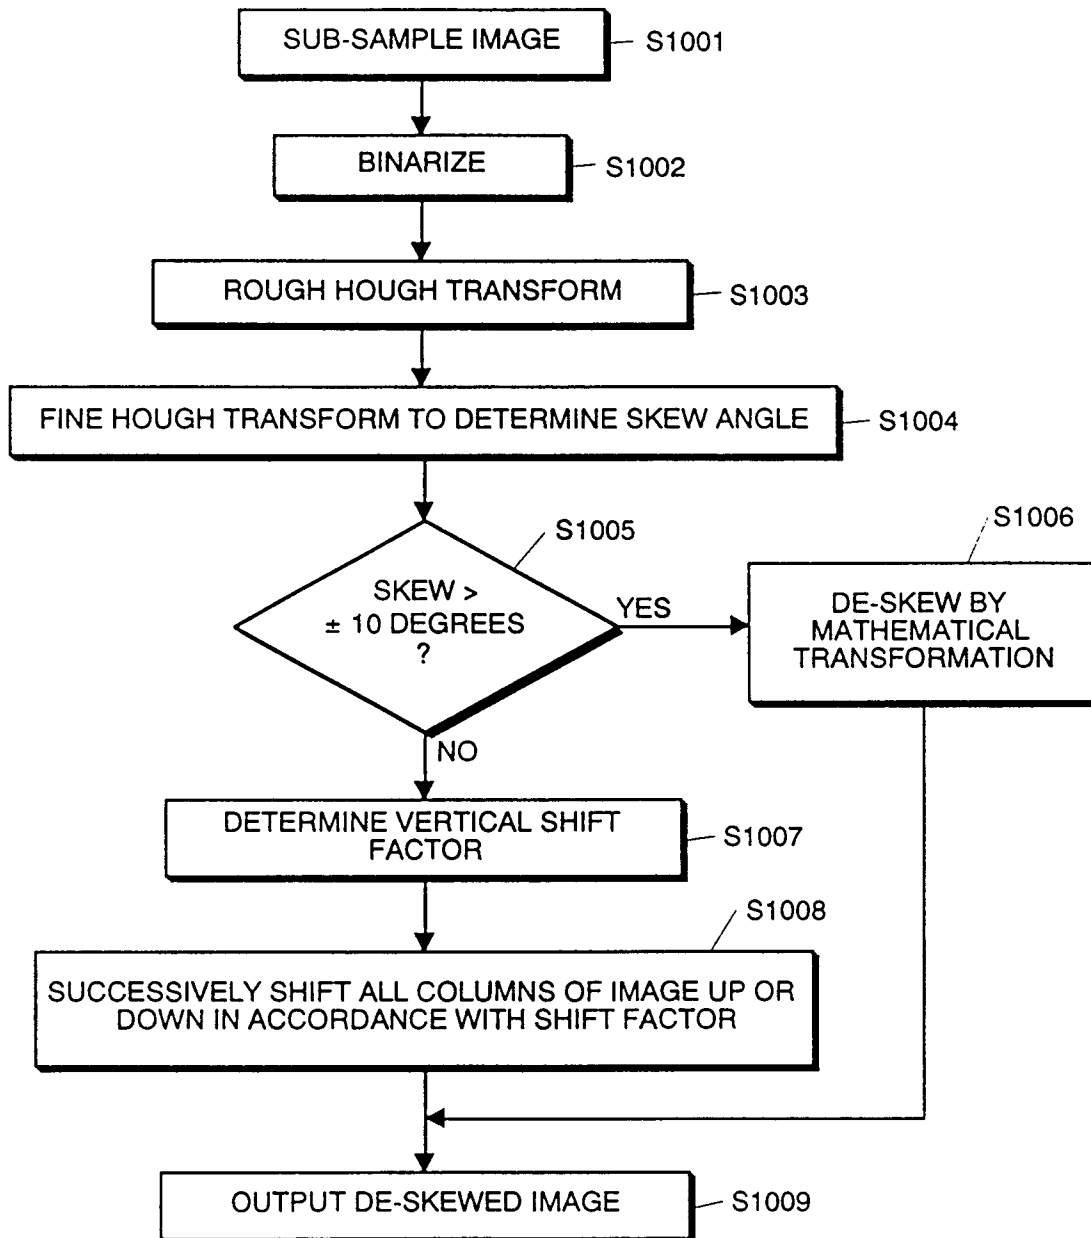 SUB-SAMPLE IMAGE
S1001
BINARIZE
S1002
ROUGH HOUGH TRANSFORM
S1003
FINE HOUGH TRANSFORM TO DETERMINE SKEW ANGLE
S1004
SKEW >
± 10 DEGREES
?
S1005
YES
S1006
DE-SKEW BY
MATHEMATICAL
TRANSFORMATION
NO
DETERMINE VERTICAL SHIFT
FACTOR
S1007
S1008
SUCCESSIVELY SHIFT ALL COLUMNS OF IMAGE UP OR
DOWN IN ACCORDANCE WITH SHIFT FACTOR
OUTPUT DE-SKEWED IMAGE
S1009